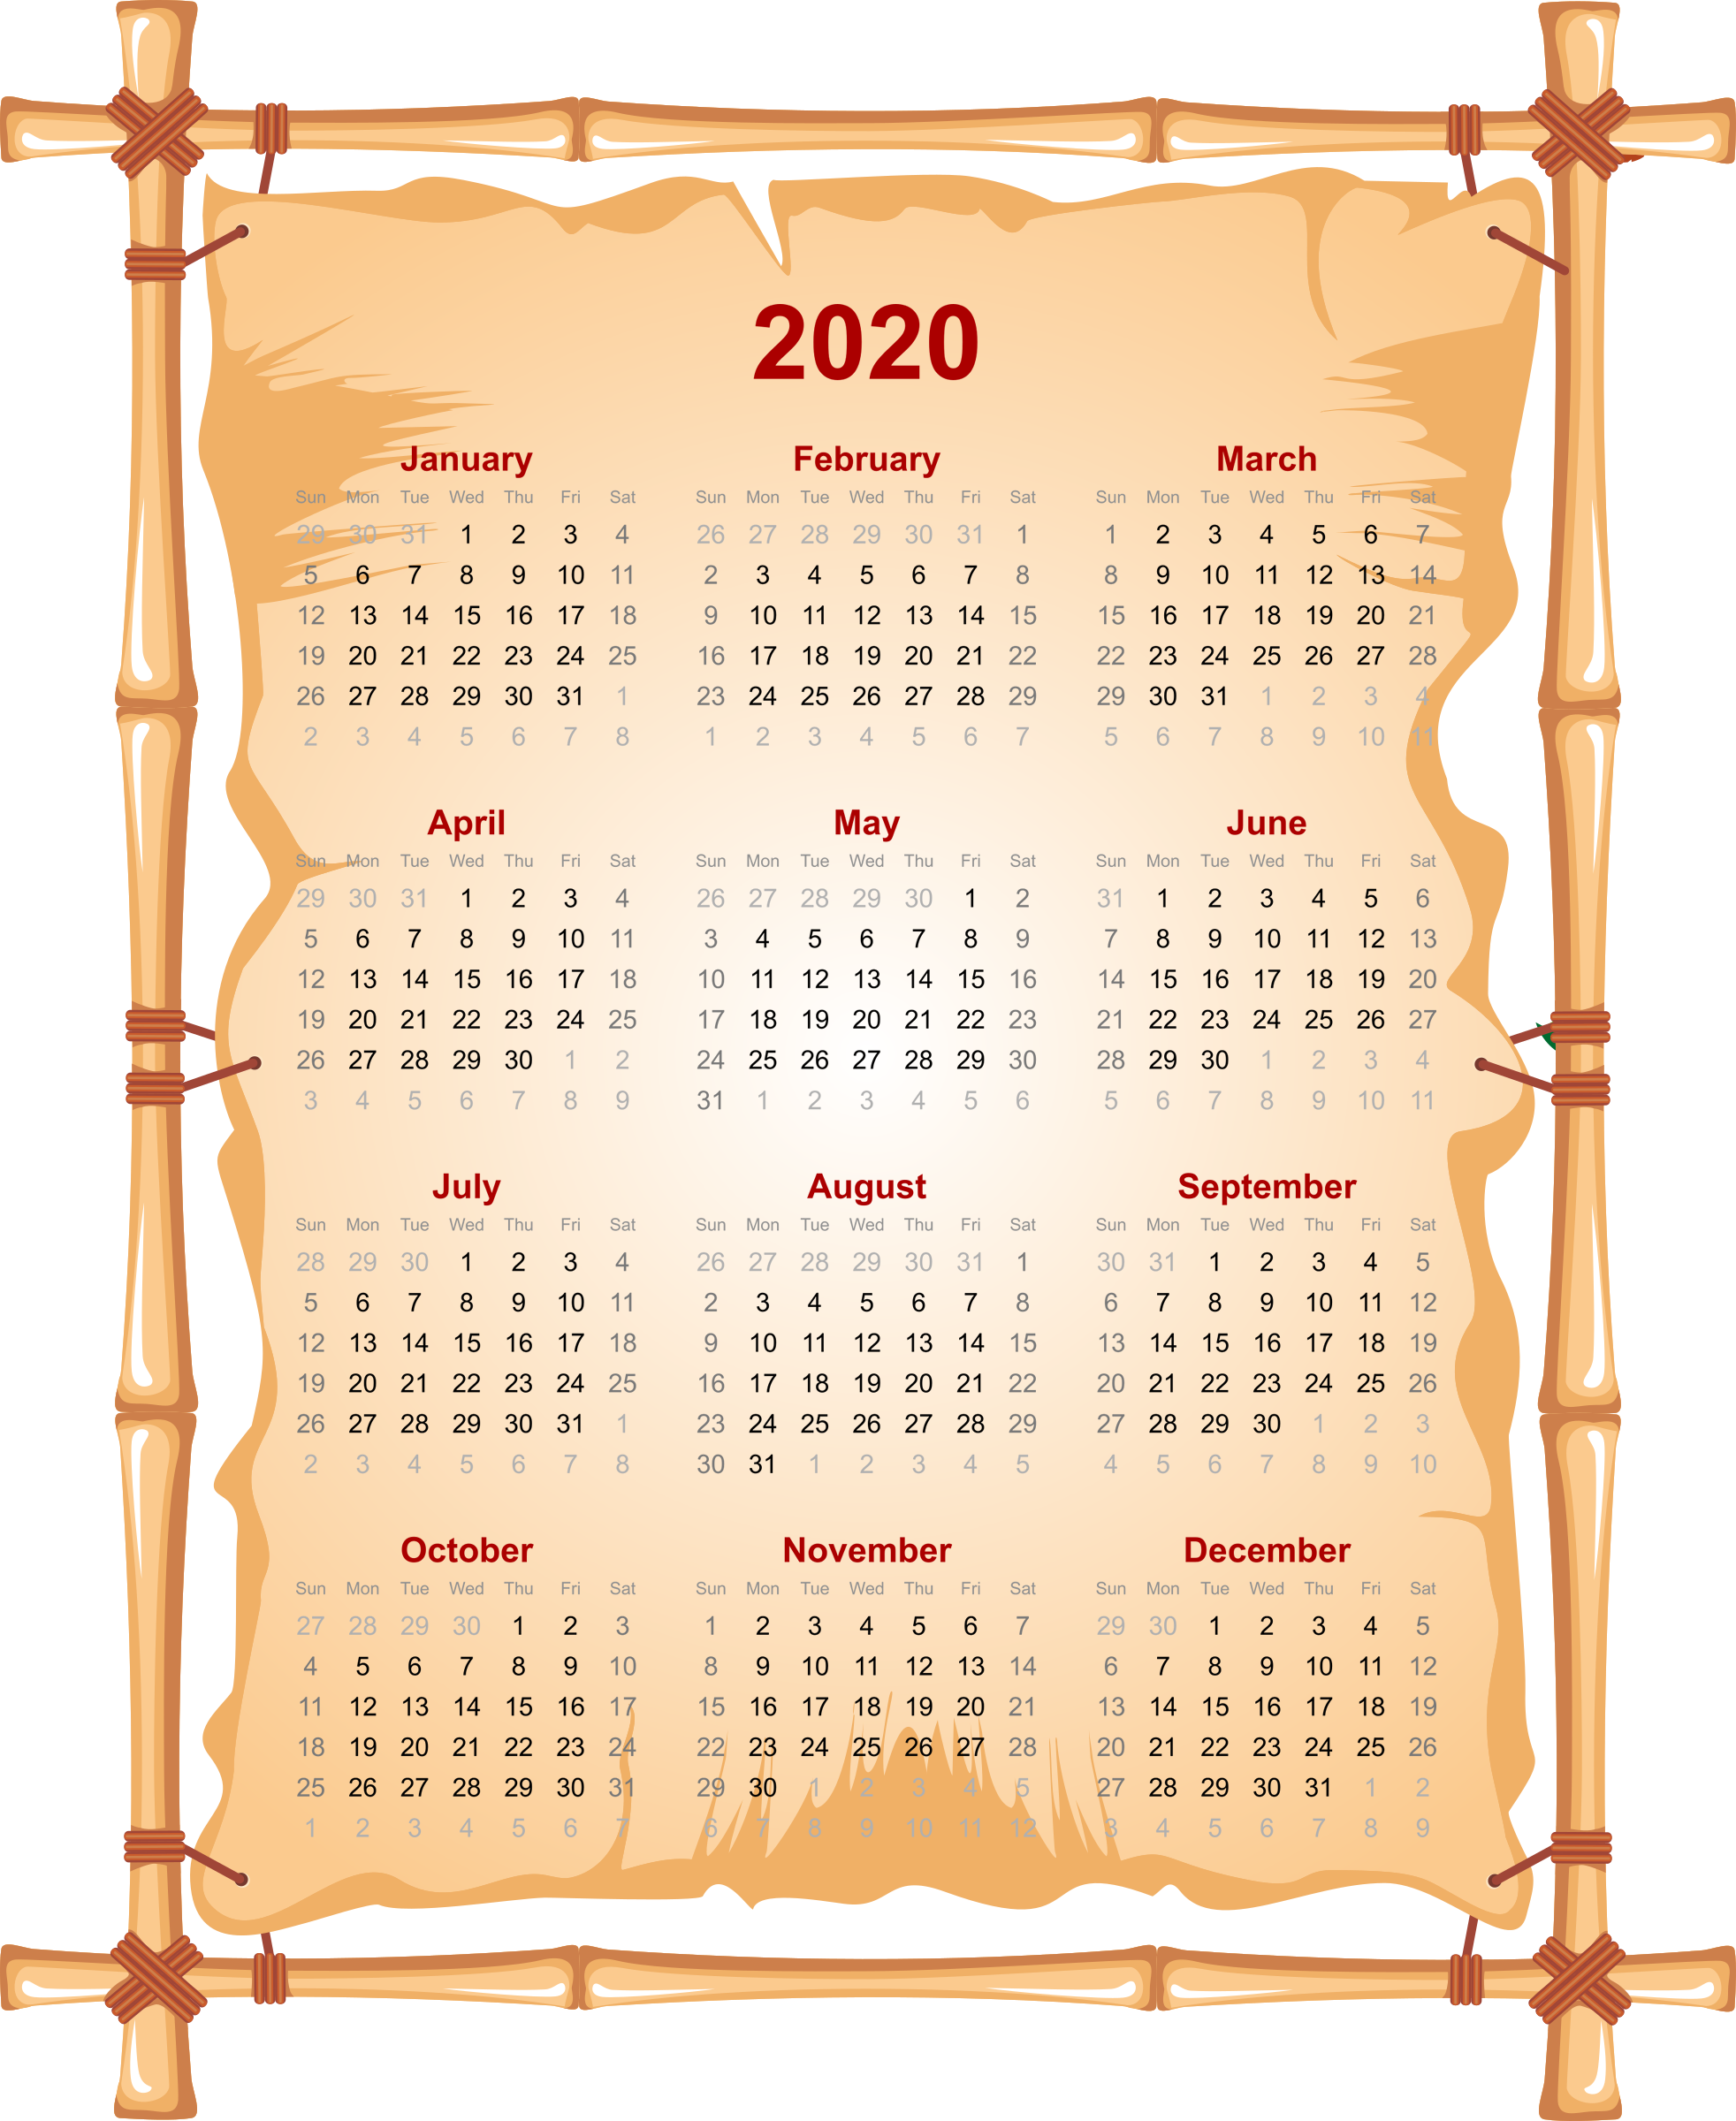 2020
January February March
Sun Mon Tue Wed Thu Fri Sat Sun Mon Tue Wed Thu Fri Sat Sun Mon Tue Wed Thu Fri Sat
29 30 31 1 2 3 4 26 27 28 29 30 31 1 1 2 3 4 5 6 7
5 6 7 8 9 10 11 2 3 4 5 6 7 8 8 9 10 11 12 13 14
12 13 14 15 16 17 18 9 10 11 12 13 14 15 15 16 17 18 19 20 21
19 20 21 22 23 24 25 16 17 18 19 20 21 22 22 23 24 25 26 27 28
26 27 28 29 30 31 1 23 24 25 26 27 28 29 29 30 31 1 2 3 4
2 3 4 5 6 7 8 1 2 3 4 5 6 7 5 6 7 8 9 10 11
April May June
Sun Mon Tue Wed Thu Fri Sat Sun Mon Tue Wed Thu Fri Sat Sun Mon Tue Wed Thu Fri Sat
29 30 31 1 2 3 4 26 27 28 29 30 1 2 31 1 2 3 4 5 6
5 6 7 8 9 10 11 3 4 5 6 7 8 9 7 8 9 10 11 12 13
12 13 14 15 16 17 18 10 11 12 13 14 15 16 14 15 16 17 18 19 20
19 20 21 22 23 24 25 17 18 19 20 21 22 23 21 22 23 24 25 26 27
26 27 28 29 30 1 2 24 25 26 27 28 29 30 28 29 30 1 2 3 4
3 4 5 6 7 8 9 31 1 2 3 4 5 6 5 6 7 8 9 10 11
July August September
Sun Mon Tue Wed Thu Fri Sat Sun Mon Tue Wed Thu Fri Sat Sun Mon Tue Wed Thu Fri Sat
28 29 30 1 2 3 4 26 27 28 29 30 31 1 30 31 1 2 3 4 5
5 6 7 8 9 10 11 2 3 4 5 6 7 8 6 7 8 9 10 11 12
12 13 14 15 16 17 18 9 10 11 12 13 14 15 13 14 15 16 17 18 19
19 20 21 22 23 24 25 16 17 18 19 20 21 22 20 21 22 23 24 25 26
26 27 28 29 30 31 1 23 24 25 26 27 28 29 27 28 29 30 1 2 3
2 3 4 5 6 7 8 30 31 1 2 3 4 5 4 5 6 7 8 9 10
October November December
Sun Mon Tue Wed Thu Fri Sat Sun Mon Tue Wed Thu Fri Sat Sun Mon Tue Wed Thu Fri Sat
27 28 29 30 1 2 3 1 2 3 4 5 6 7 29 30 1 2 3 4 5
4 5 6 7 8 9 10 8 9 10 11 12 13 14 6 7 8 9 10 11 12
11 12 13 14 15 16 17 15 16 17 18 19 20 21 13 14 15 16 17 18 19
18 19 20 21 22 23 24 22 23 24 25 26 27 28 20 21 22 23 24 25 26
25 26 27 28 29 30 31 29 30 1 2 3 4 5 27 28 29 30 31 1 2
1 2 3 4 5 6 7 6 7 8 9 10 11 12 3 4 5 6 7 8 9